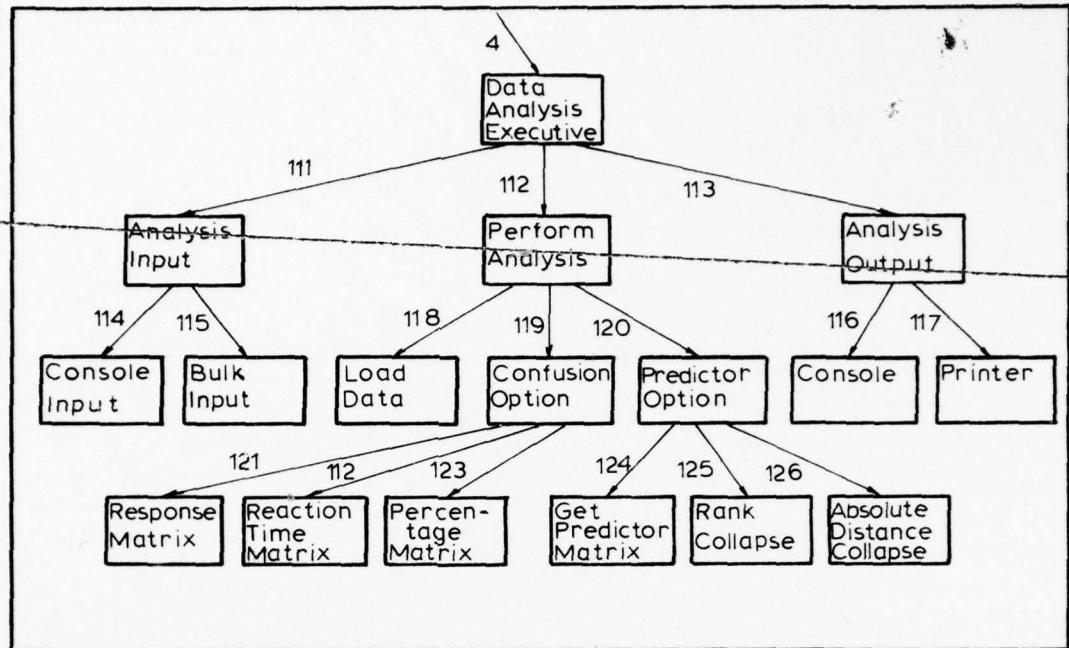 4
Data
Analysis
Executive
111
112
113
Analysis
Input
Perform
Analysis
Analysis
Output
114
115
118
119
120
116
117
Console
Input
Bulk
Input
Load
Data
Confusion
Option
Predictor
Option
Console
Printer
121
112
123
124
125
126
Response
Matrix
Reaction
Time
Matrix
Percen-
tage
Matrix
Get
Predictor
Matrix
Rank
Collapse
Absolute
Distance
Collapse